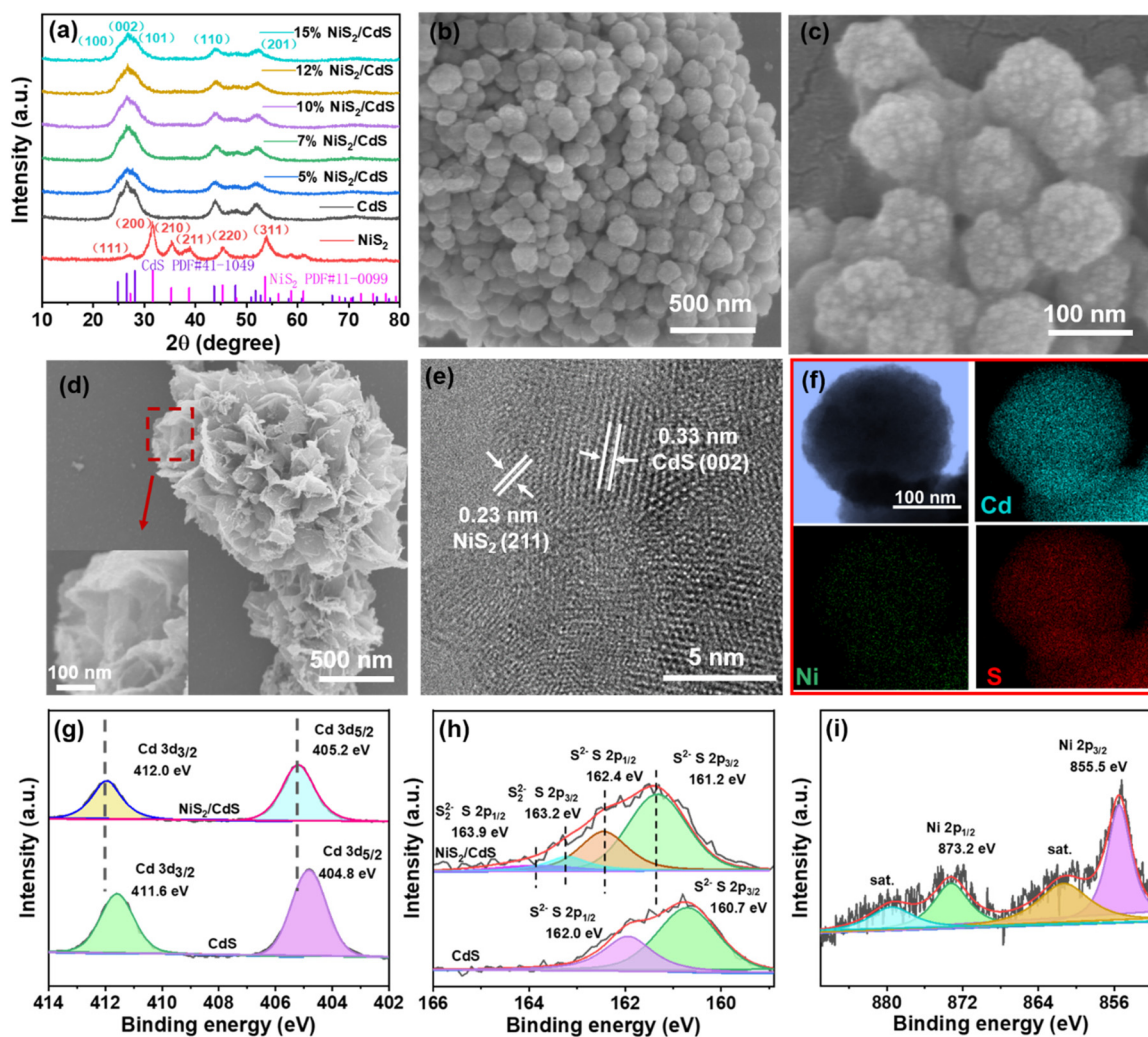 (a)
(002)
(100)
(101)
(110)
(201)
15% NiS₂/CdS
12% NiS₂/CdS
10% NiS₂/CdS
7% NiS₂/CdS
5% NiS₂/CdS
CdS
NiS₂
(200)
(210)
(111)
(211)
(220)
(311)
CdS PDF#41-1049
NiS₂ PDF#11-0099
Intensity (a.u.)
10 20 30 40 50 60 70 80
2θ (degree)
(b)
500 nm
(c)
100 nm
(d)
100 nm
500 nm
(e)
0.33 nm
CdS (002)
0.23 nm
NiS₂ (211)
5 nm
(f)
100 nm
Cd
Ni
S
(g)
Cd 3d₃/₂
412.0 eV
Cd 3d₅/₂
405.2 eV
NiS₂/CdS
Cd 3d₃/₂
411.6 eV
Cd 3d₅/₂
404.8 eV
CdS
Intensity (a.u.)
414 412 410 408 406 404 402
Binding energy (eV)
(h)
S²⁻ S 2p₁/₂
162.4 eV
S²⁻ S 2p₃/₂
161.2 eV
S₂²⁻ S 2p₃/₂
163.2 eV
S₂²⁻ S 2p₁/₂
163.9 eV
NiS₂/CdS
S²⁻ S 2p₃/₂
160.7 eV
S²⁻ S 2p₁/₂
162.0 eV
CdS
Intensity (a.u.)
166 164 162 160
Binding energy (eV)
(i)
Ni 2p₃/₂
855.5 eV
Ni 2p₁/₂
873.2 eV
sat.
sat.
Intensity (a.u.)
880 872 864 856
Binding energy (eV)